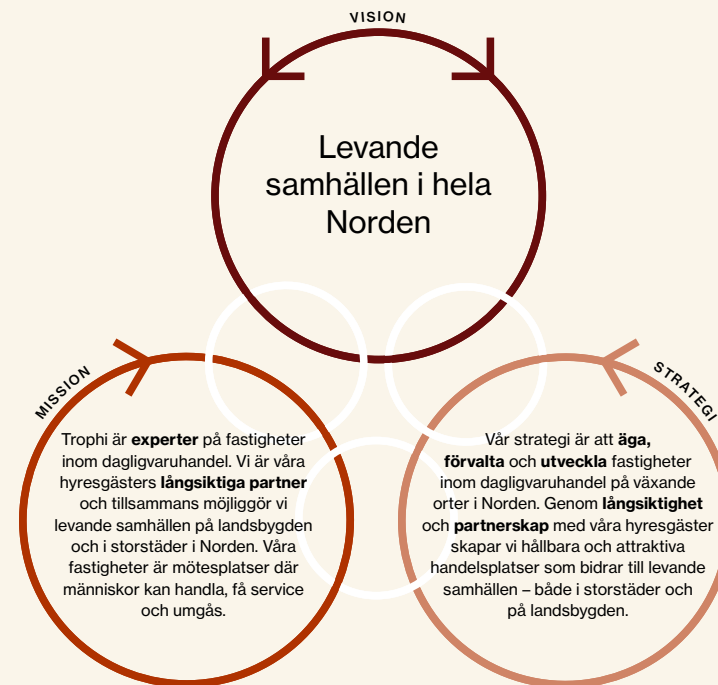 VISION
Levande
samhällen i hela
Norden
MISSION
Trophi är experter på fastigheter
inom dagligvaruhandel. Vi är våra
hyresgästers långsiktiga partner
och tillsammans möjliggör vi
levande samhällen på landsbygden
och i storstäder i Norden. Våra
fastigheter är mötesplatser där
människor kan handla, få service
och umgås.
STRATEGI
Vår strategi är att äga,
förvalta och utveckla fastigheter
inom dagligvaruhandel på växande
orter i Norden. Genom långsiktighet
och partnerskap med våra hyresgäster
skapar vi hållbara och attraktiva
handelsplatser som bidrar till levande
samhällen – både i storstäder och
på landsbygden.